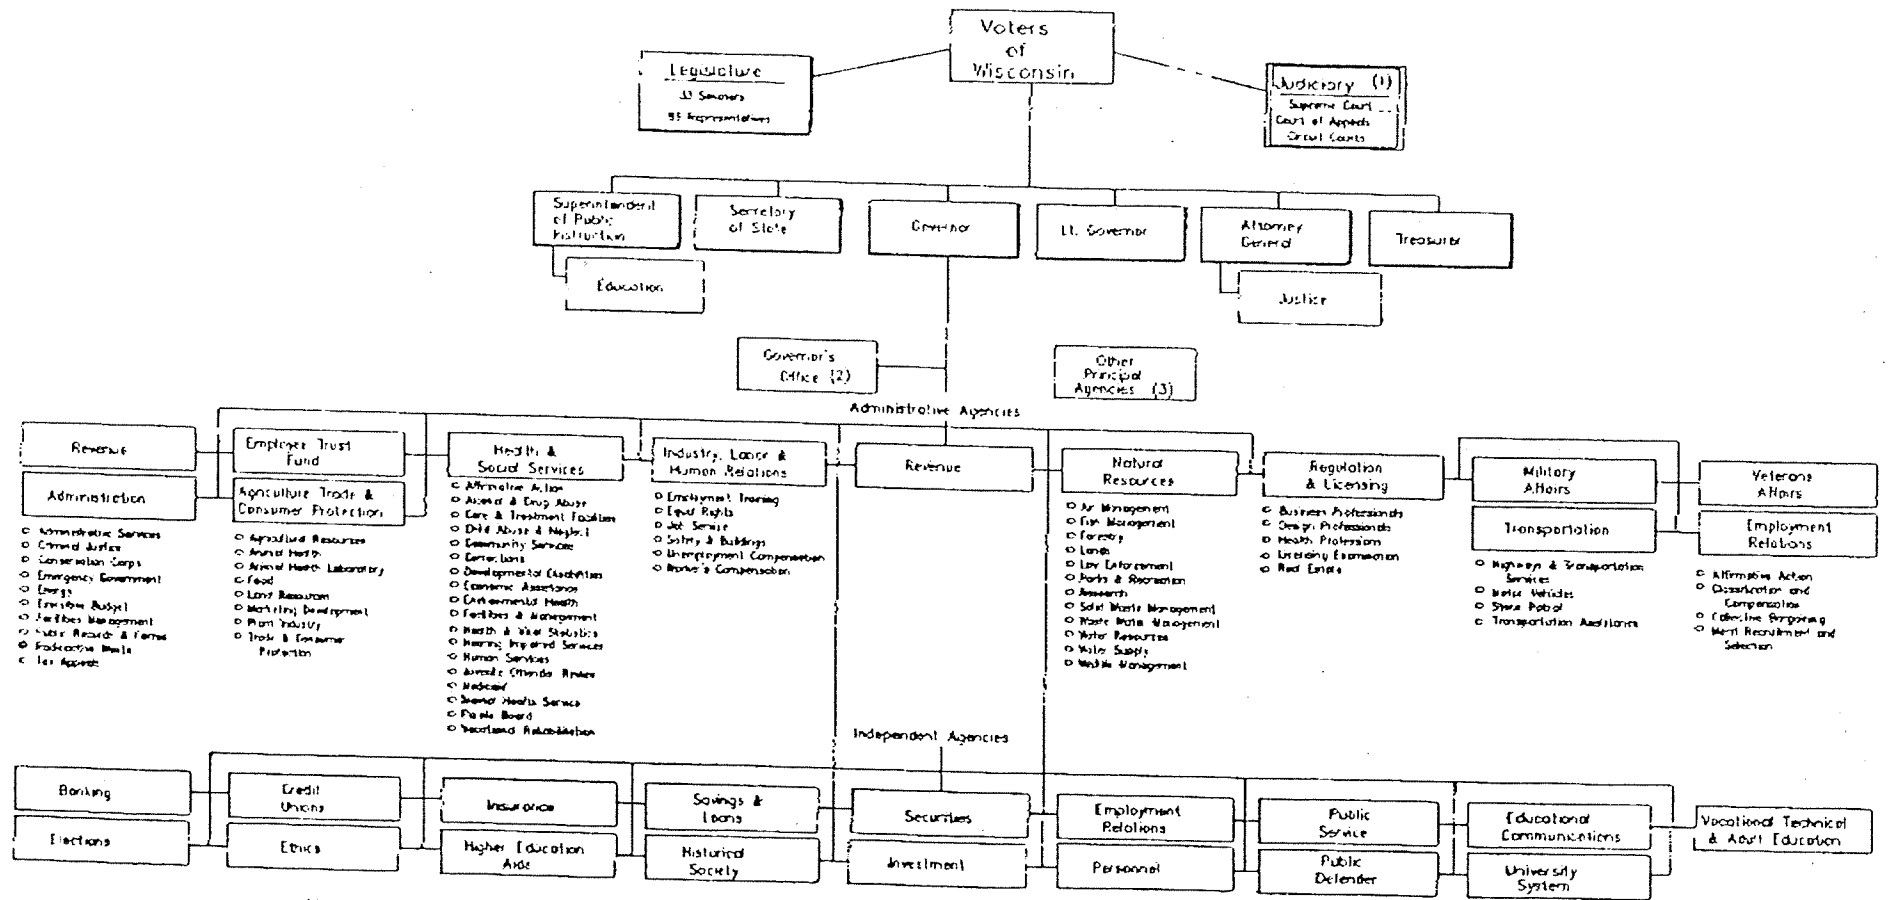 Voters
of
Wisconsin
Legislature
33 Senators
Representatives
Judiciary (1)
Supreme Court
Court of Appeals
Circuit Courts
Superintendent
of Public
Instruction
Secretary
of State
Governor
Lt. Governor
Attorney
General
Treasurer
Education
Justice
Governor's
Office (2)
Other
Principal
Agencies (3)
Administrative Agencies
Revenue
Employee Trust
Fund
Health &
Social Services
Industry, Labor &
Human Relations
Revenue
Natural
Resources
Regulation
& Licensing
Military
Affairs
Veterans
Affairs
Administration
Agriculture Trade &
Consumer Protection
Transportation
Employment
Relations
Administrative Services
Criminal Justice
Conservation Corps
Emergency Government
Energy
Executive Budget
Facilities Management
Public Records & Forms
Radioactive Waste
Tax Appeals
Agricultural Resources
Animal Health
Animal Health Laboratory
Food
Land Resources
Marketing Development
Plant Industry
Trade & Consumer
Protection
Affirmative Action
Alcohol & Drug Abuse
Care & Treatment Facilities
Child Abuse & Neglect
Community Services
Corrections
Developmental Disabilities
Economic Assistance
Environmental Health
Facilities & Management
Health & Vital Statistics
Hearing Impaired Services
Human Services
Juvenile Offender Review
Medicaid
Mental Health Service
Parole Board
Vocational Rehabilitation
Employment Training
Equal Rights
Job Service
Safety & Buildings
Unemployment Compensation
Worker's Compensation
Air Management
Fish Management
Forestry
Lands
Law Enforcement
Parks & Recreation
Research
Solid Waste Management
Waste Water Management
Water Resources
Water Supply
Wildlife Management
Business Professionals
Design Professionals
Health Professions
Licensing Examination
Real Estate
Highways & Transportation
Services
Motor Vehicles
State Patrol
Transportation Assistance
Affirmative Action
Classification and
Compensation
Collective Bargaining
Merit Recruitment and
Selection
Independent Agencies
Banking
Credit
Unions
Insurance
Savings &
Loans
Securities
Employment
Relations
Public
Service
Educational
Communications
Vocational Technical
& Adult Education
Elections
Ethics
Higher Education
Aids
Historical
Society
Investment
Personnel
Public
Defender
University
System